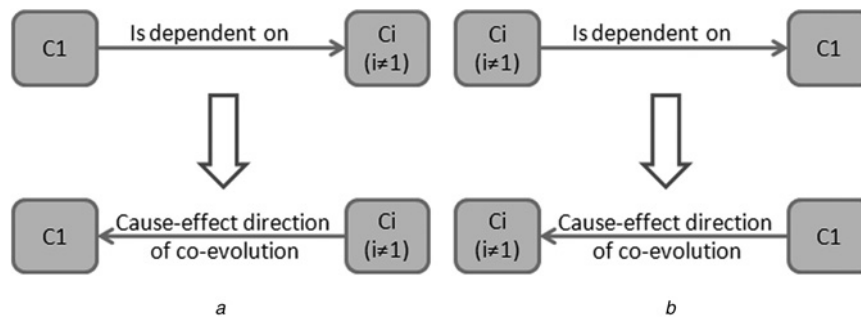 C1
Is dependent on
Ci
(i≠1)
Ci
(i≠1)
Is dependent on
C1
C1
Cause-effect direction
of co-evolution
Ci
(i≠1)
Ci
(i≠1)
Cause-effect direction
of co-evolution
C1
a
b